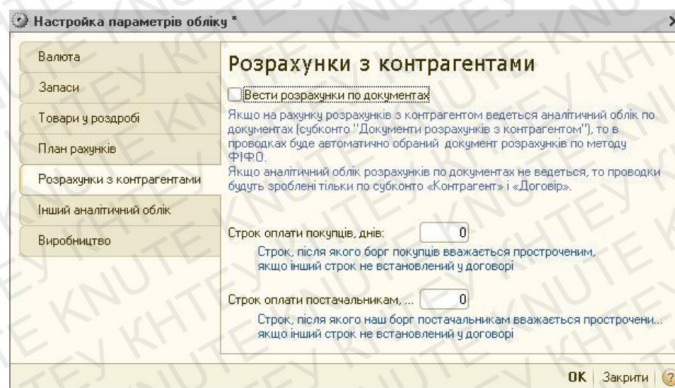 Настройка параметрів обліку *
Валюта
Запаси
Товари у роздробі
План рахунків
Розрахунки з контрагентами
Інший аналітичний облік
Виробництво
Розрахунки з контрагентами
Вести розрахунки по документах
Якщо на рахунку розрахунків з контрагентом ведеться аналітичний облік по
документах (субконто "Документи розрахунків з контрагентом"), то в
проводках буде автоматично обраний документ розрахунків по методу
ФІФО.
Якщо аналітичний облік розрахунків по документах не ведеться, то проводки
будуть зроблені тільки по субконто «Контрагент» і «Договір».
Строк оплати покупців, днів: 0
Строк, після якого борг покупців вважається простроченим,
якщо інший строк не встановлений у договорі
Строк оплати постачальникам, ... 0
Строк, після якого наш борг постачальникам вважається прострочени...
якщо інший строк не встановлений у договорі
OK Закрити ?